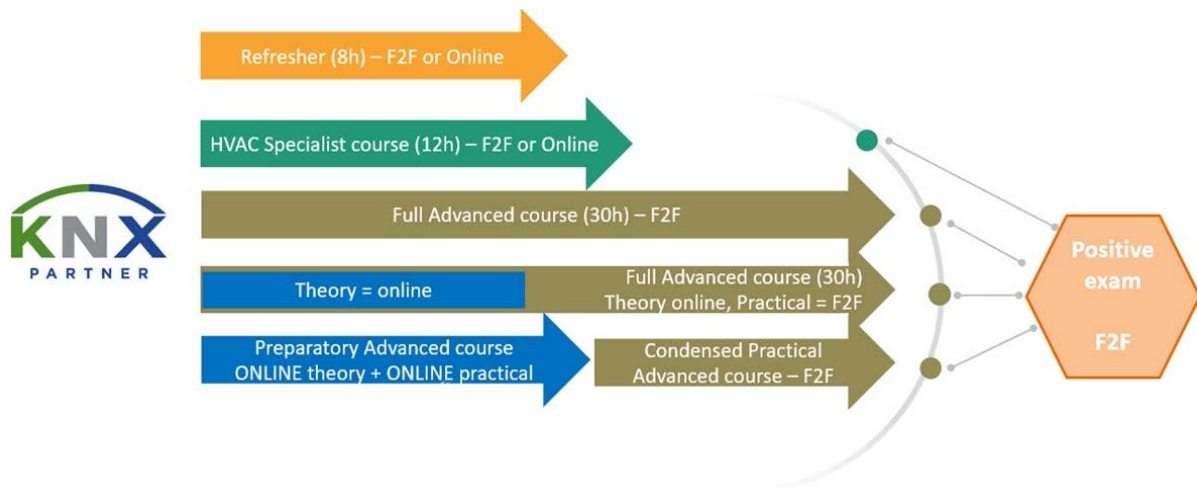 Refresher (8h) – F2F or Online
HVAC Specialist course (12h) – F2F or Online
Full Advanced course (30h) – F2F
KNX
PARTNER
Theory = online
Full Advanced course (30h)
Theory online, Practical = F2F
Preparatory Advanced course
ONLINE theory + ONLINE practical
Condensed Practical
Advanced course – F2F
Positive
exam
F2F